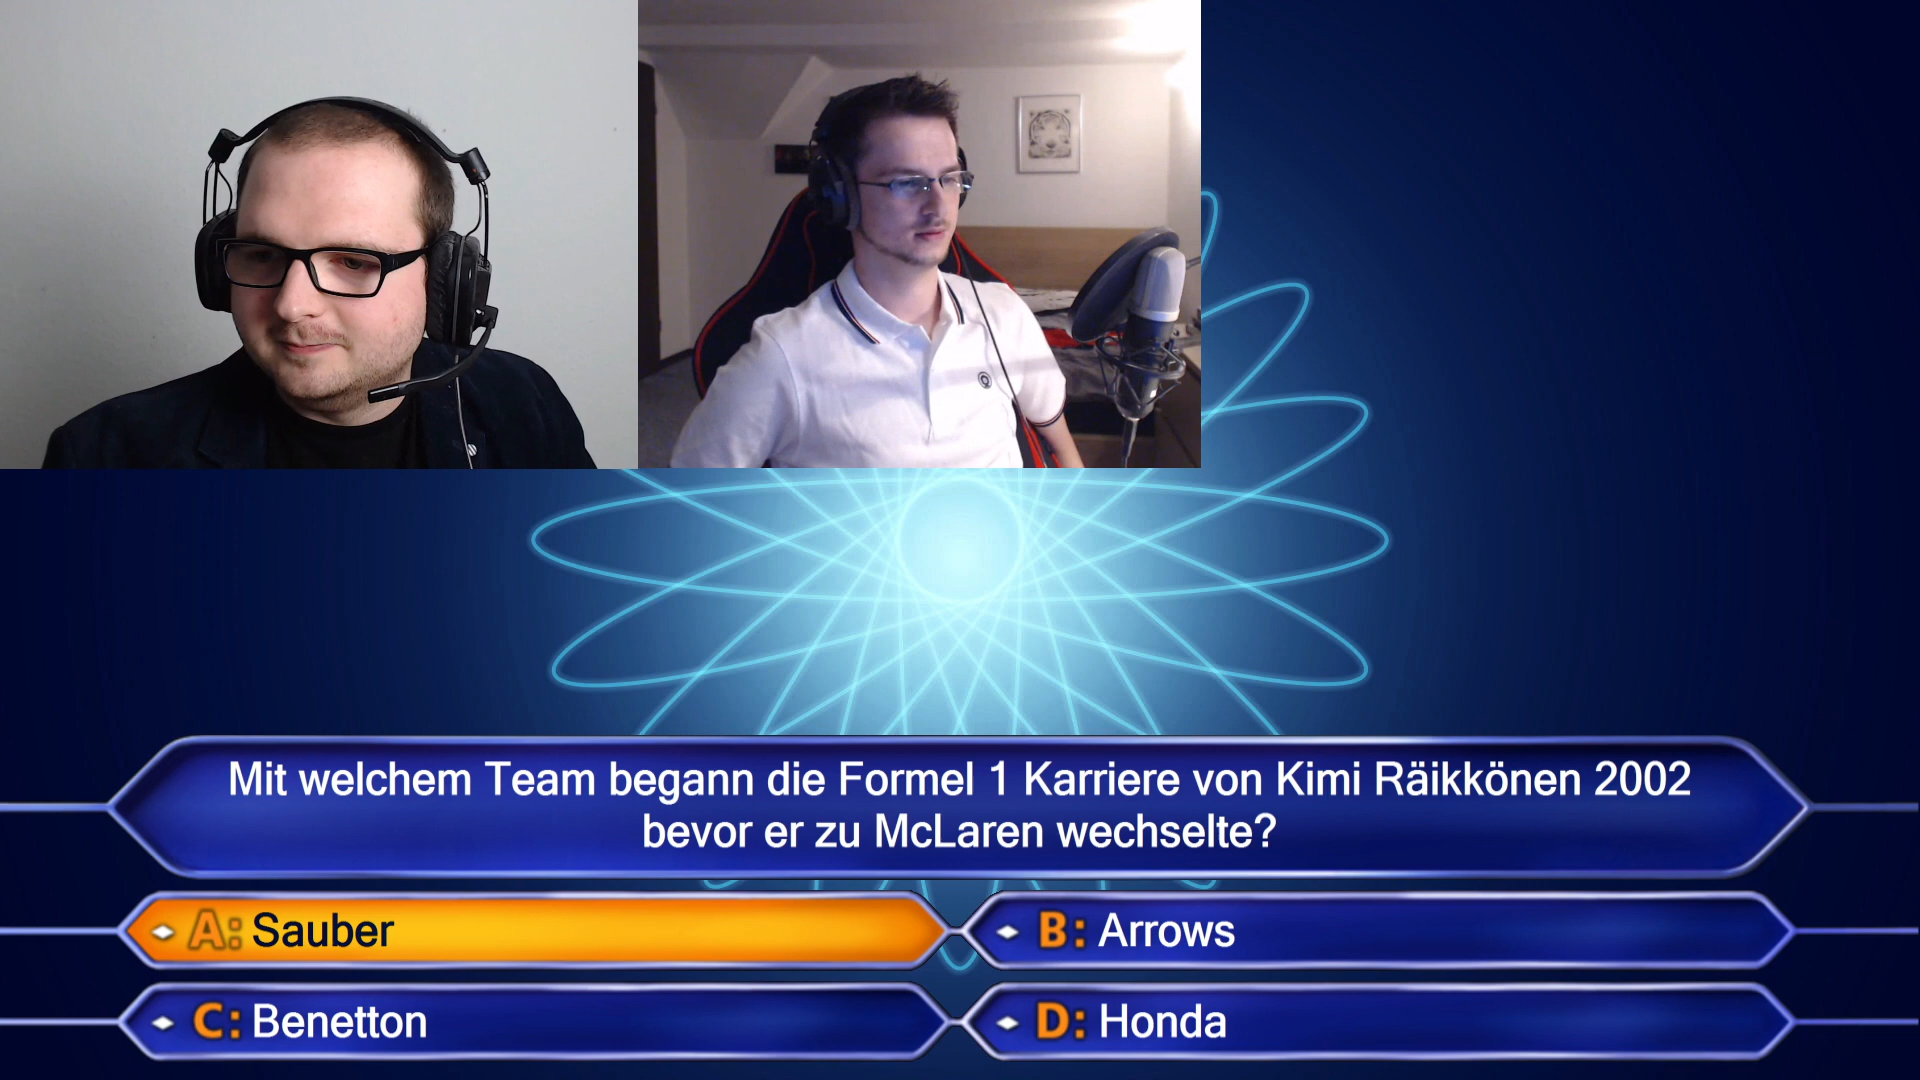 Mit welchem Team begann die Formel 1 Karriere von Kimi Räikkönen 2002
bevor er zu McLaren wechselte?
A: Sauber
B: Arrows
C: Benetton
D: Honda